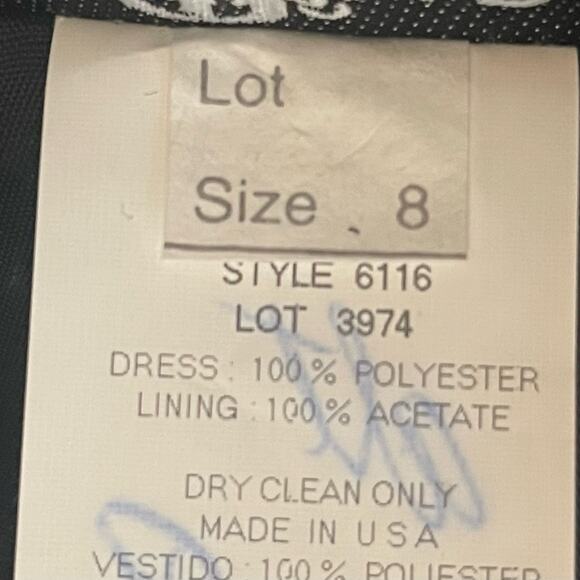 Lot
Size 8
STYLE 6116
LOT 3974
DRESS: 100% POLYESTER
LINING: 100% ACETATE
DRY CLEAN ONLY
MADE IN USA
VESTIDO: 100% POLIESTER